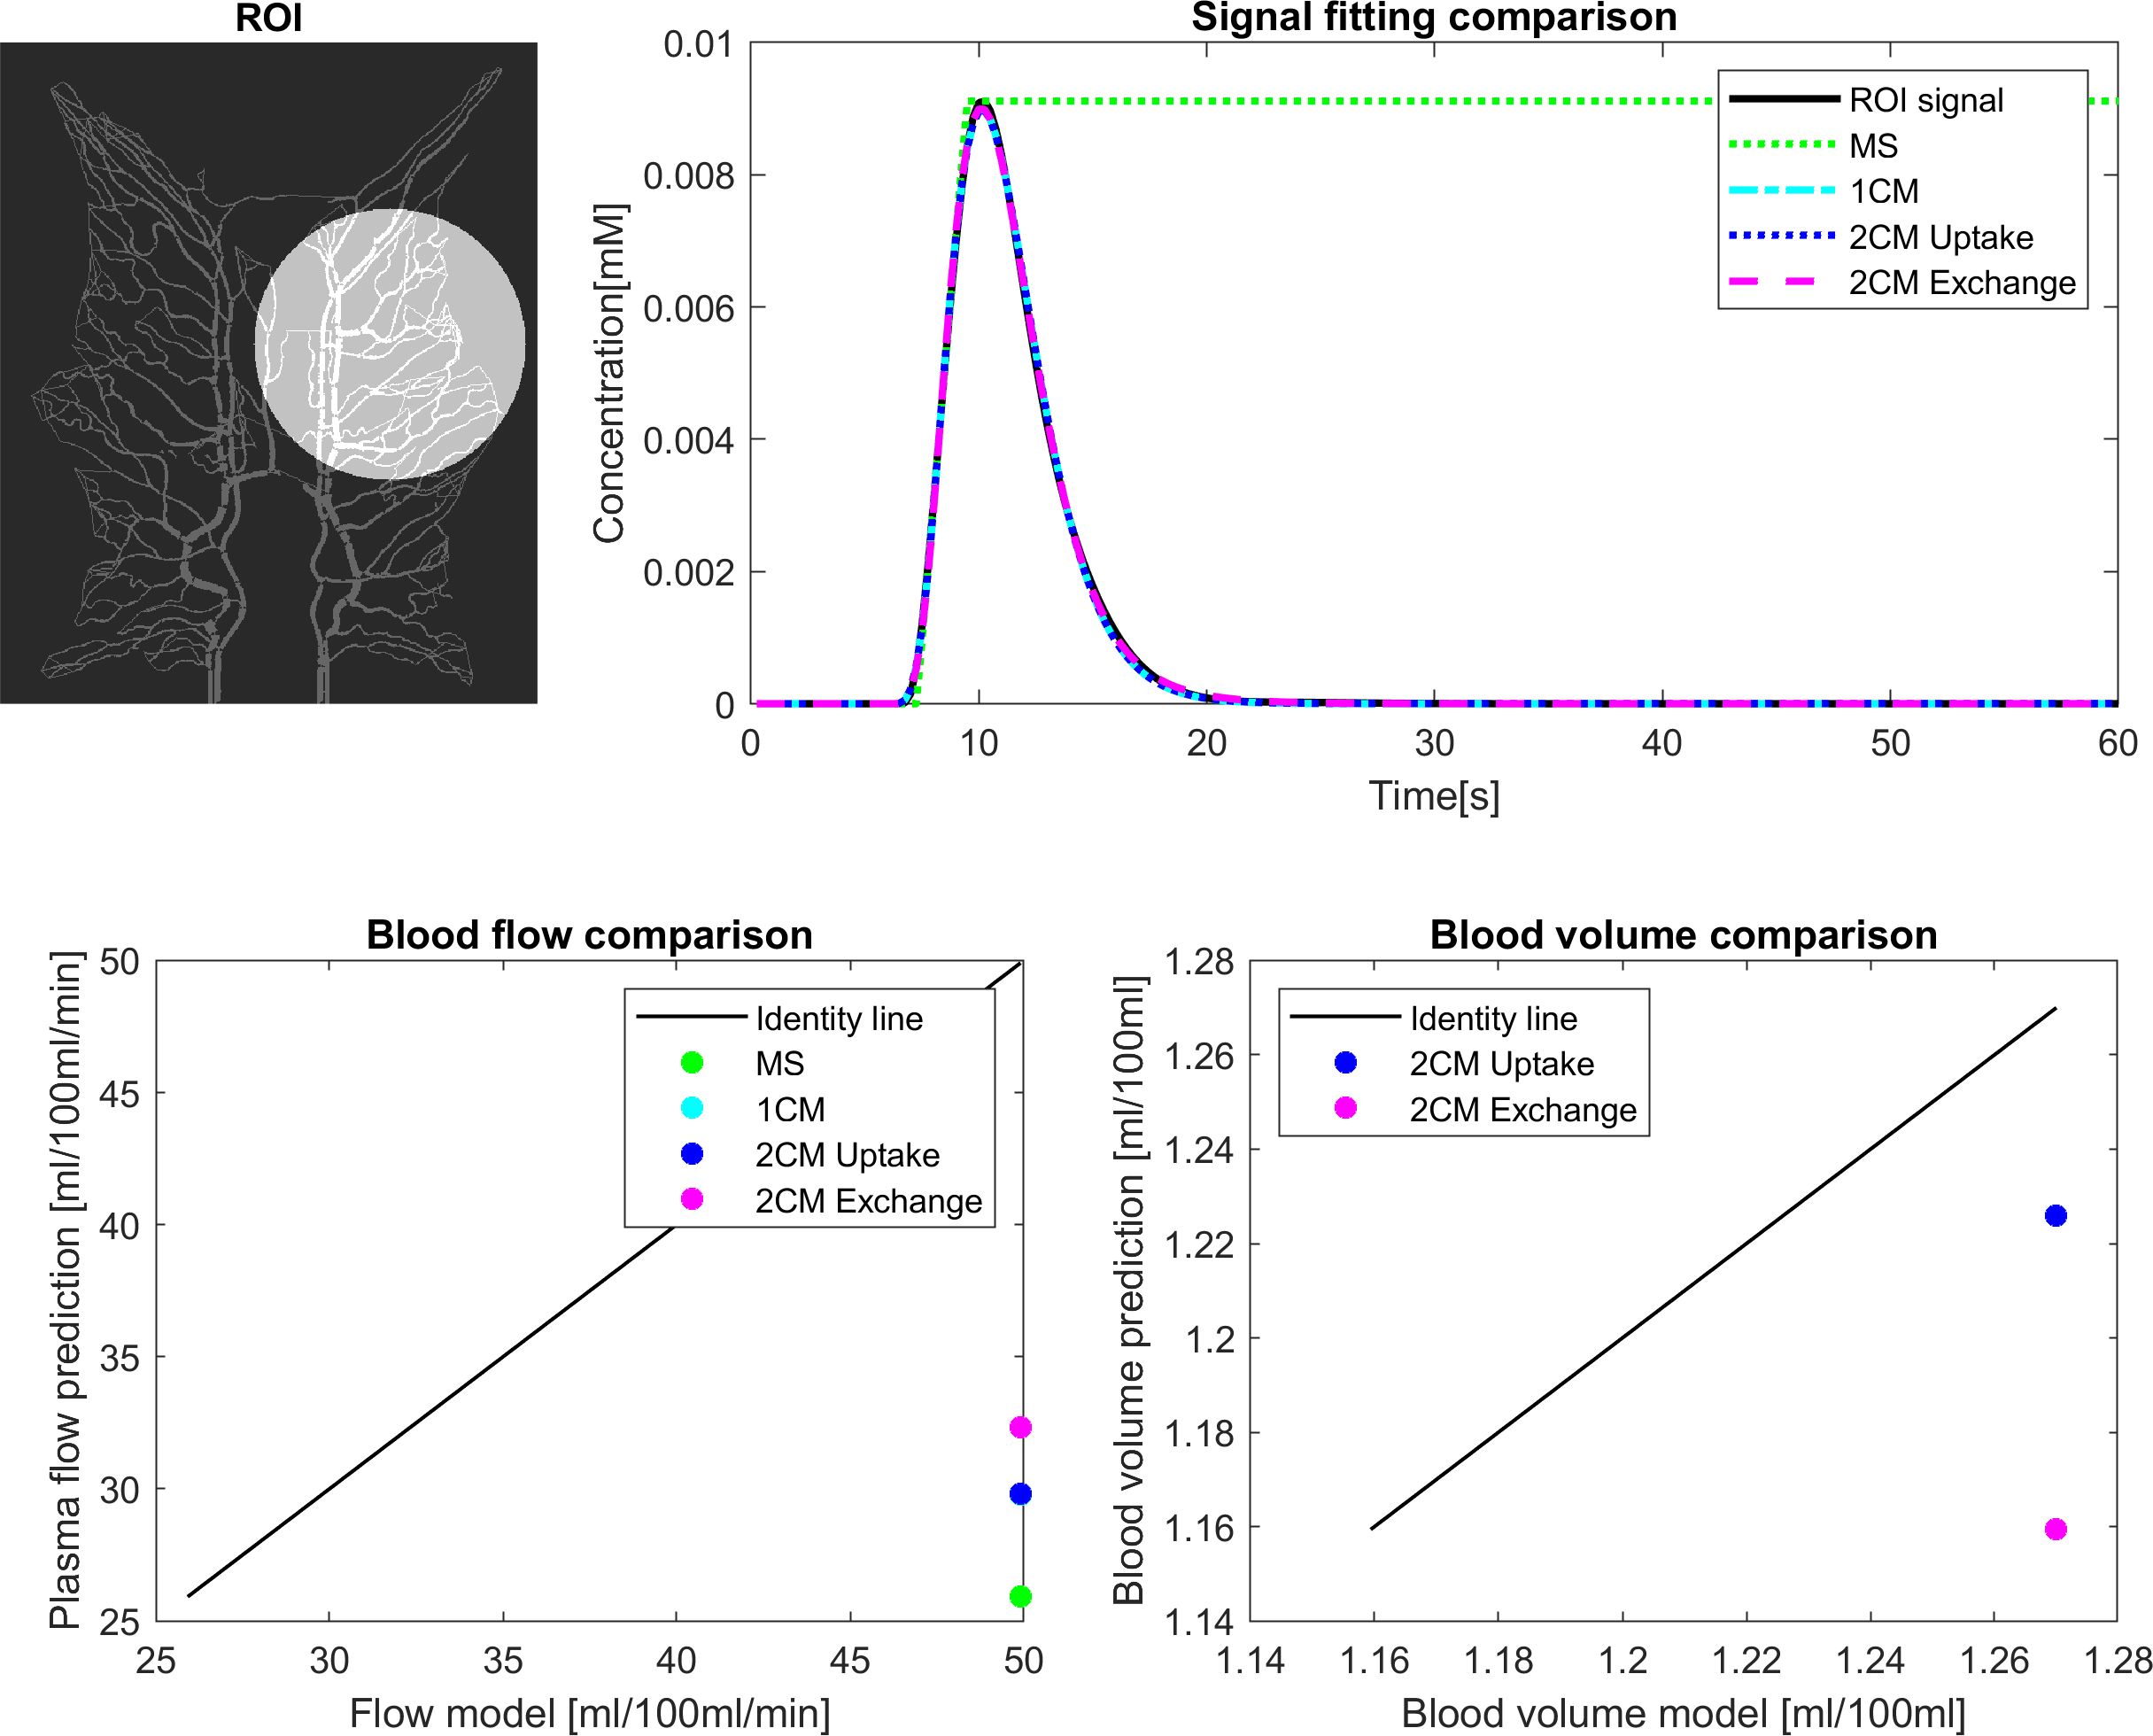 ROI
Signal fitting comparison
0.01
0.008
0.006
0.004
0.002
0
Concentration[mM]
ROI signal
MS
1CM
2CM Uptake
2CM Exchange
0 10 20 30 40 50 60
Time[s]
Blood flow comparison
50
45
40
35
30
25
Plasma flow prediction [ml/100ml/min]
Identity line
MS
1CM
2CM Uptake
2CM Exchange
25 30 35 40 45 50
Flow model [ml/100ml/min]
Blood volume comparison
1.28
1.26
1.24
1.22
1.2
1.18
1.16
1.14
Blood volume prediction [ml/100ml]
Identity line
2CM Uptake
2CM Exchange
1.14 1.16 1.18 1.2 1.22 1.24 1.26 1.28
Blood volume model [ml/100ml]